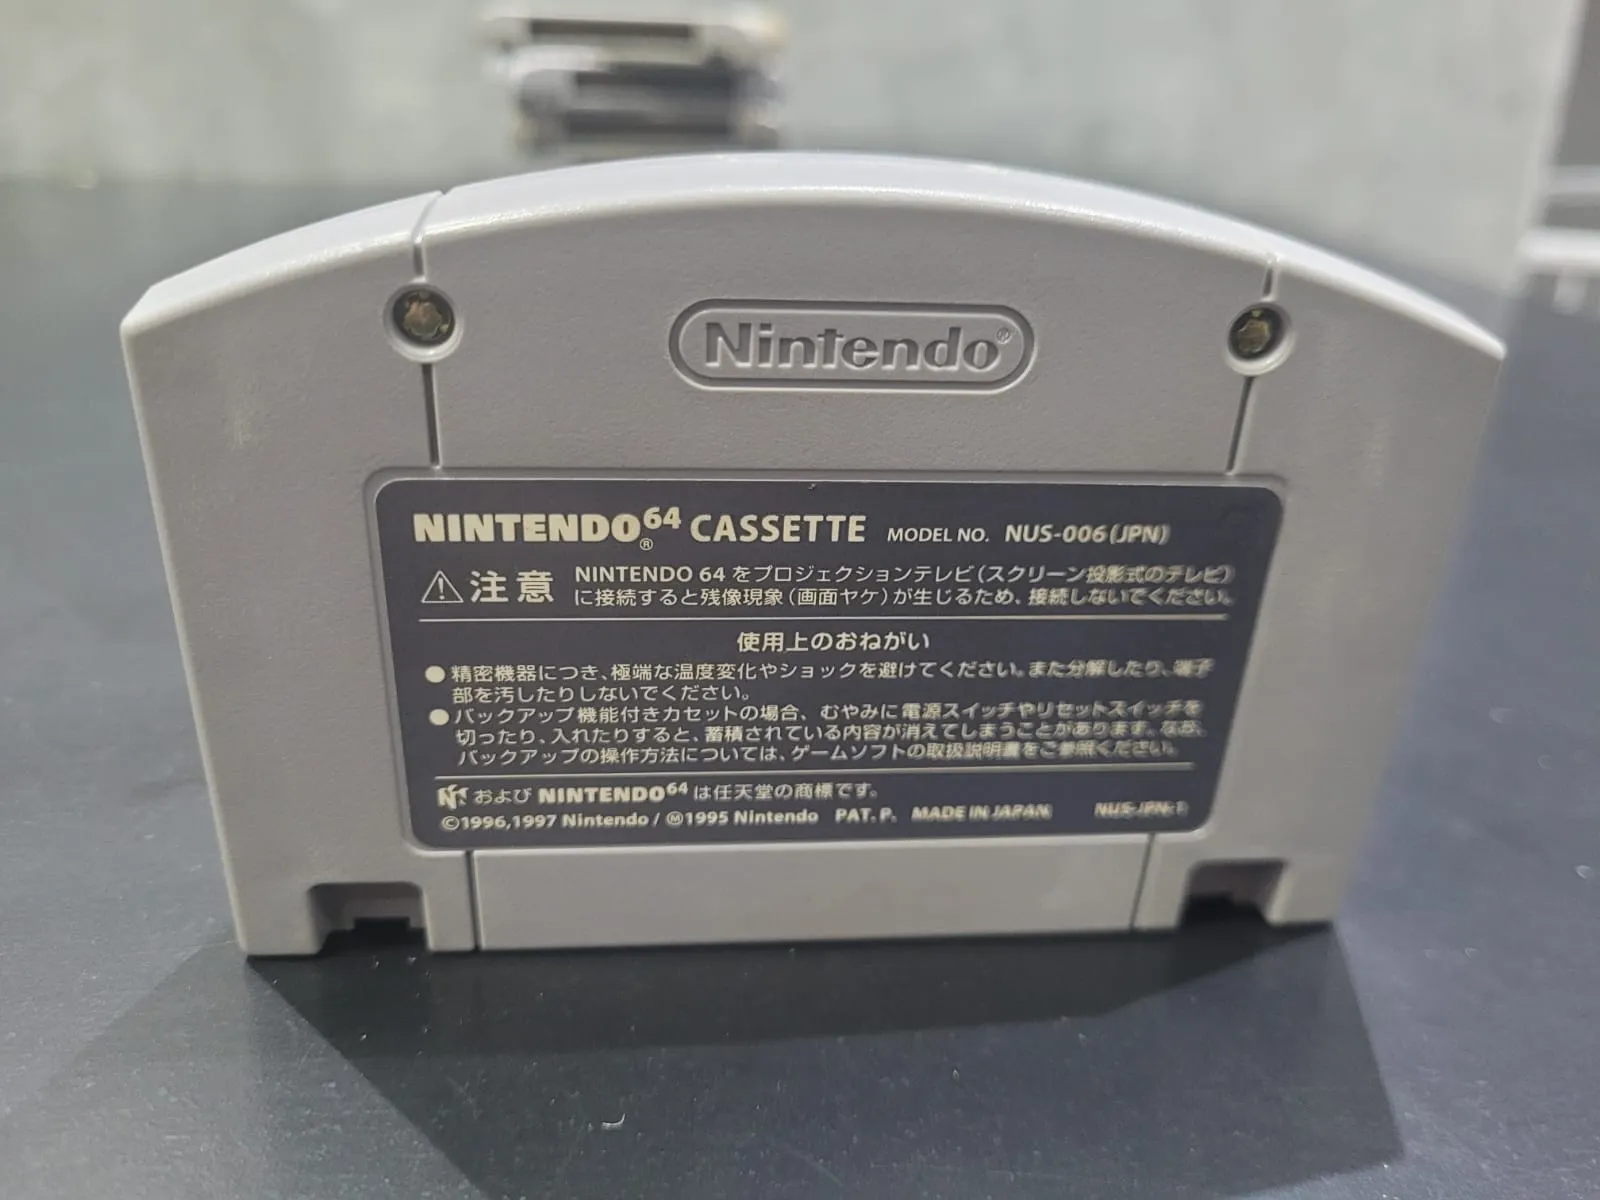 Nintendo®
NINTENDO64® CASSETTE MODEL NO. NUS-006(JPN)
⚠注意 NINTENDO 64 をプロジェクションテレビ(スクリーン投影式のテレビ)
に接続すると残像現象(画面ヤケ)が生じるため、接続しないでください。
使用上のおねがい
●精密機器につき、極端な温度変化やショックを避けてください。また分解したり、端子
部を汚したりしないでください。
●バックアップ機能付きカセットの場合、むやみに電源スイッチやリセットスイッチを
切ったり、入れたりすると、蓄積されている内容が消えてしまうことがあります。なお、
バックアップの操作方法については、ゲームソフトの取扱説明書をご参照ください。
および NINTENDO64 は任天堂の商標です。
©1996,1997 Nintendo / Ⓜ1995 Nintendo PAT. P. MADE IN JAPAN NUS-JPN-1